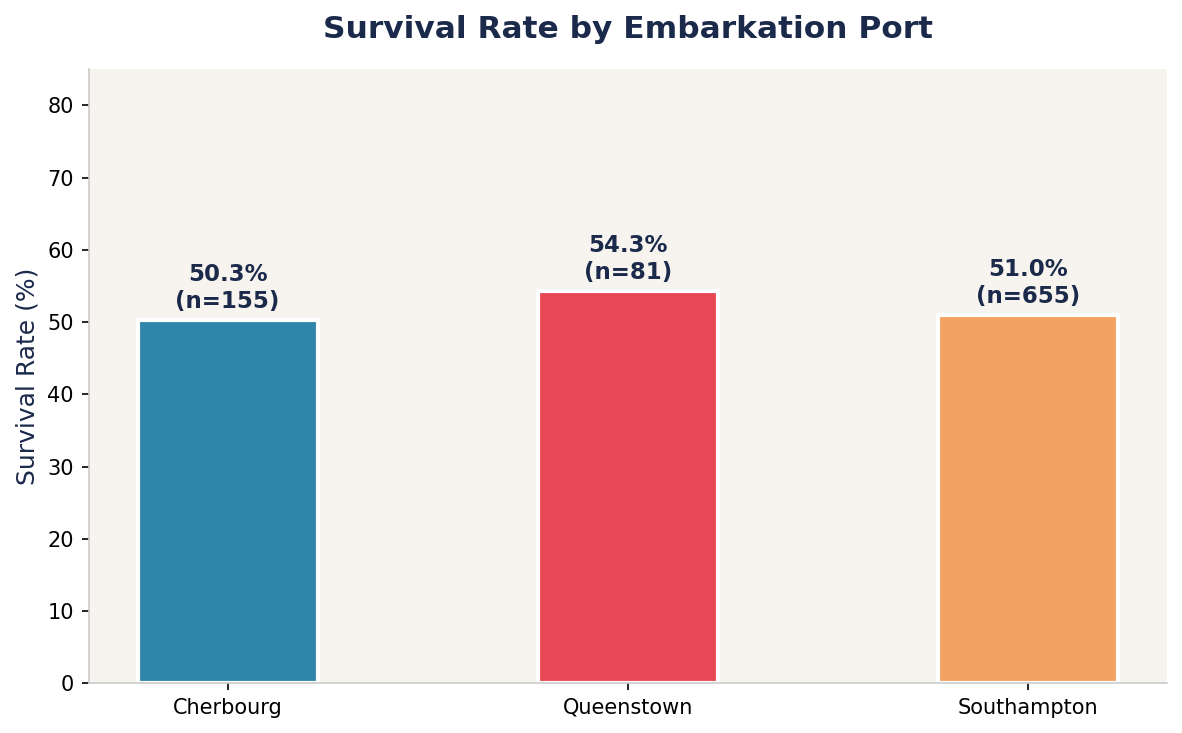 Survival Rate by Embarkation Port
Survival Rate (%)
80
70
60
50
40
30
20
10
0
50.3%
(n=155)
54.3%
(n=81)
51.0%
(n=655)
Cherbourg
Queenstown
Southampton